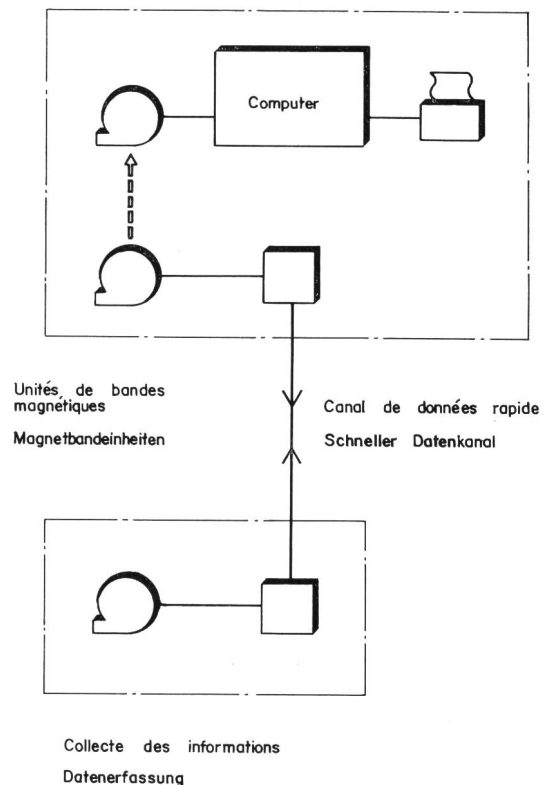 Computer
Unités de bandes
magnétiques
Magnetbandeinheiten
Canal de données rapide
Schneller Datenkanal
Collecte des informations
Datenerfassung